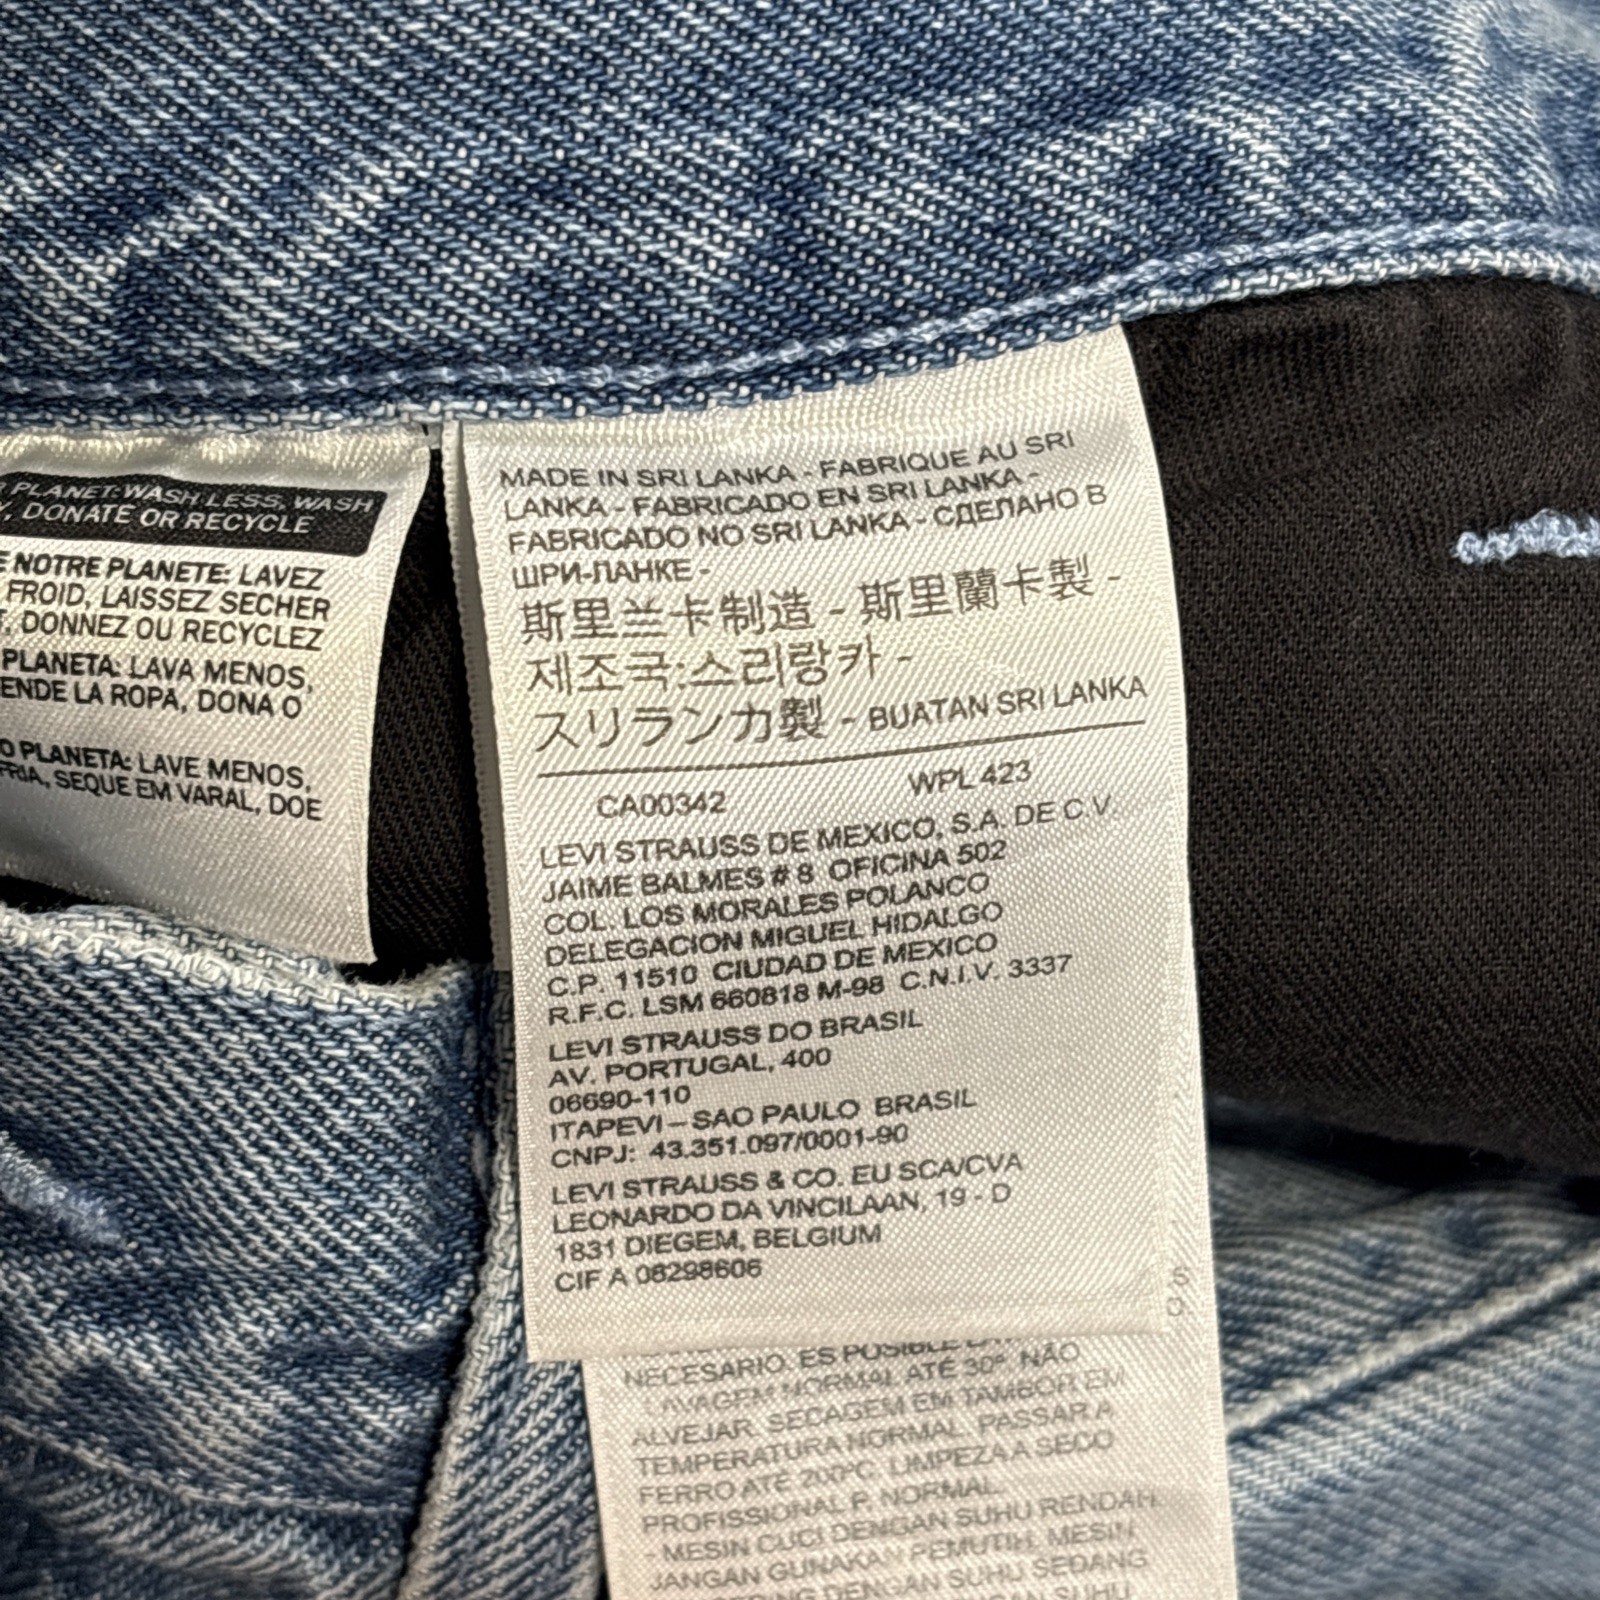 PLANET: WASH LESS, WASH
, DONATE OR RECYCLE
NOTRE PLANETE: LAVEZ
FROID, LAISSEZ SECHER
DONNEZ OU RECYCLEZ
PLANETA: LAVA MENOS,
ENDE LA ROPA, DONA O
O PLANETA: LAVE MENOS,
FRIA, SEQUE EM VARAL, DOE
MADE IN SRI LANKA - FABRIQUE AU SRI
LANKA - FABRICADO EN SRI LANKA -
FABRICADO NO SRI LANKA - СДЕЛАНО В
ШРИ-ЛАНКЕ -
斯里兰卡制造 - 斯里蘭卡製 -
제조국:스리랑카 -
スリランカ製 - BUATAN SRI LANKA
CA00342 WPL 423
LEVI STRAUSS DE MEXICO, S.A. DE C.V.
JAIME BALMES # 8 OFICINA 502
COL. LOS MORALES POLANCO
DELEGACION MIGUEL HIDALGO
C.P. 11510 CIUDAD DE MEXICO
R.F.C. LSM 660818 M-98 C.N.I.V. 3337
LEVI STRAUSS DO BRASIL
AV. PORTUGAL, 400
06690-110
ITAPEVI – SAO PAULO BRASIL
CNPJ: 43.351.097/0001-90
LEVI STRAUSS & CO. EU SCA/CVA
LEONARDO DA VINCILAAN, 19 - D
1831 DIEGEM, BELGIUM
CIF A 08298606
NECESARIO. ES POSIBLE
LAVAGEM NORMAL ATÉ 30°. NÃO
ALVEJAR. SECAGEM EM TAMBOR EM
TEMPERATURA NORMAL. PASSAR A
FERRO ATÉ 200°C. LIMPEZA A SECO
PROFISSIONAL P. NORMAL.
- MESIN CUCI DENGAN SUHU RENDAH.
JANGAN GUNAKAN PEMUTIH. MESIN
DENGAN SUHU SEDANG
SUHU